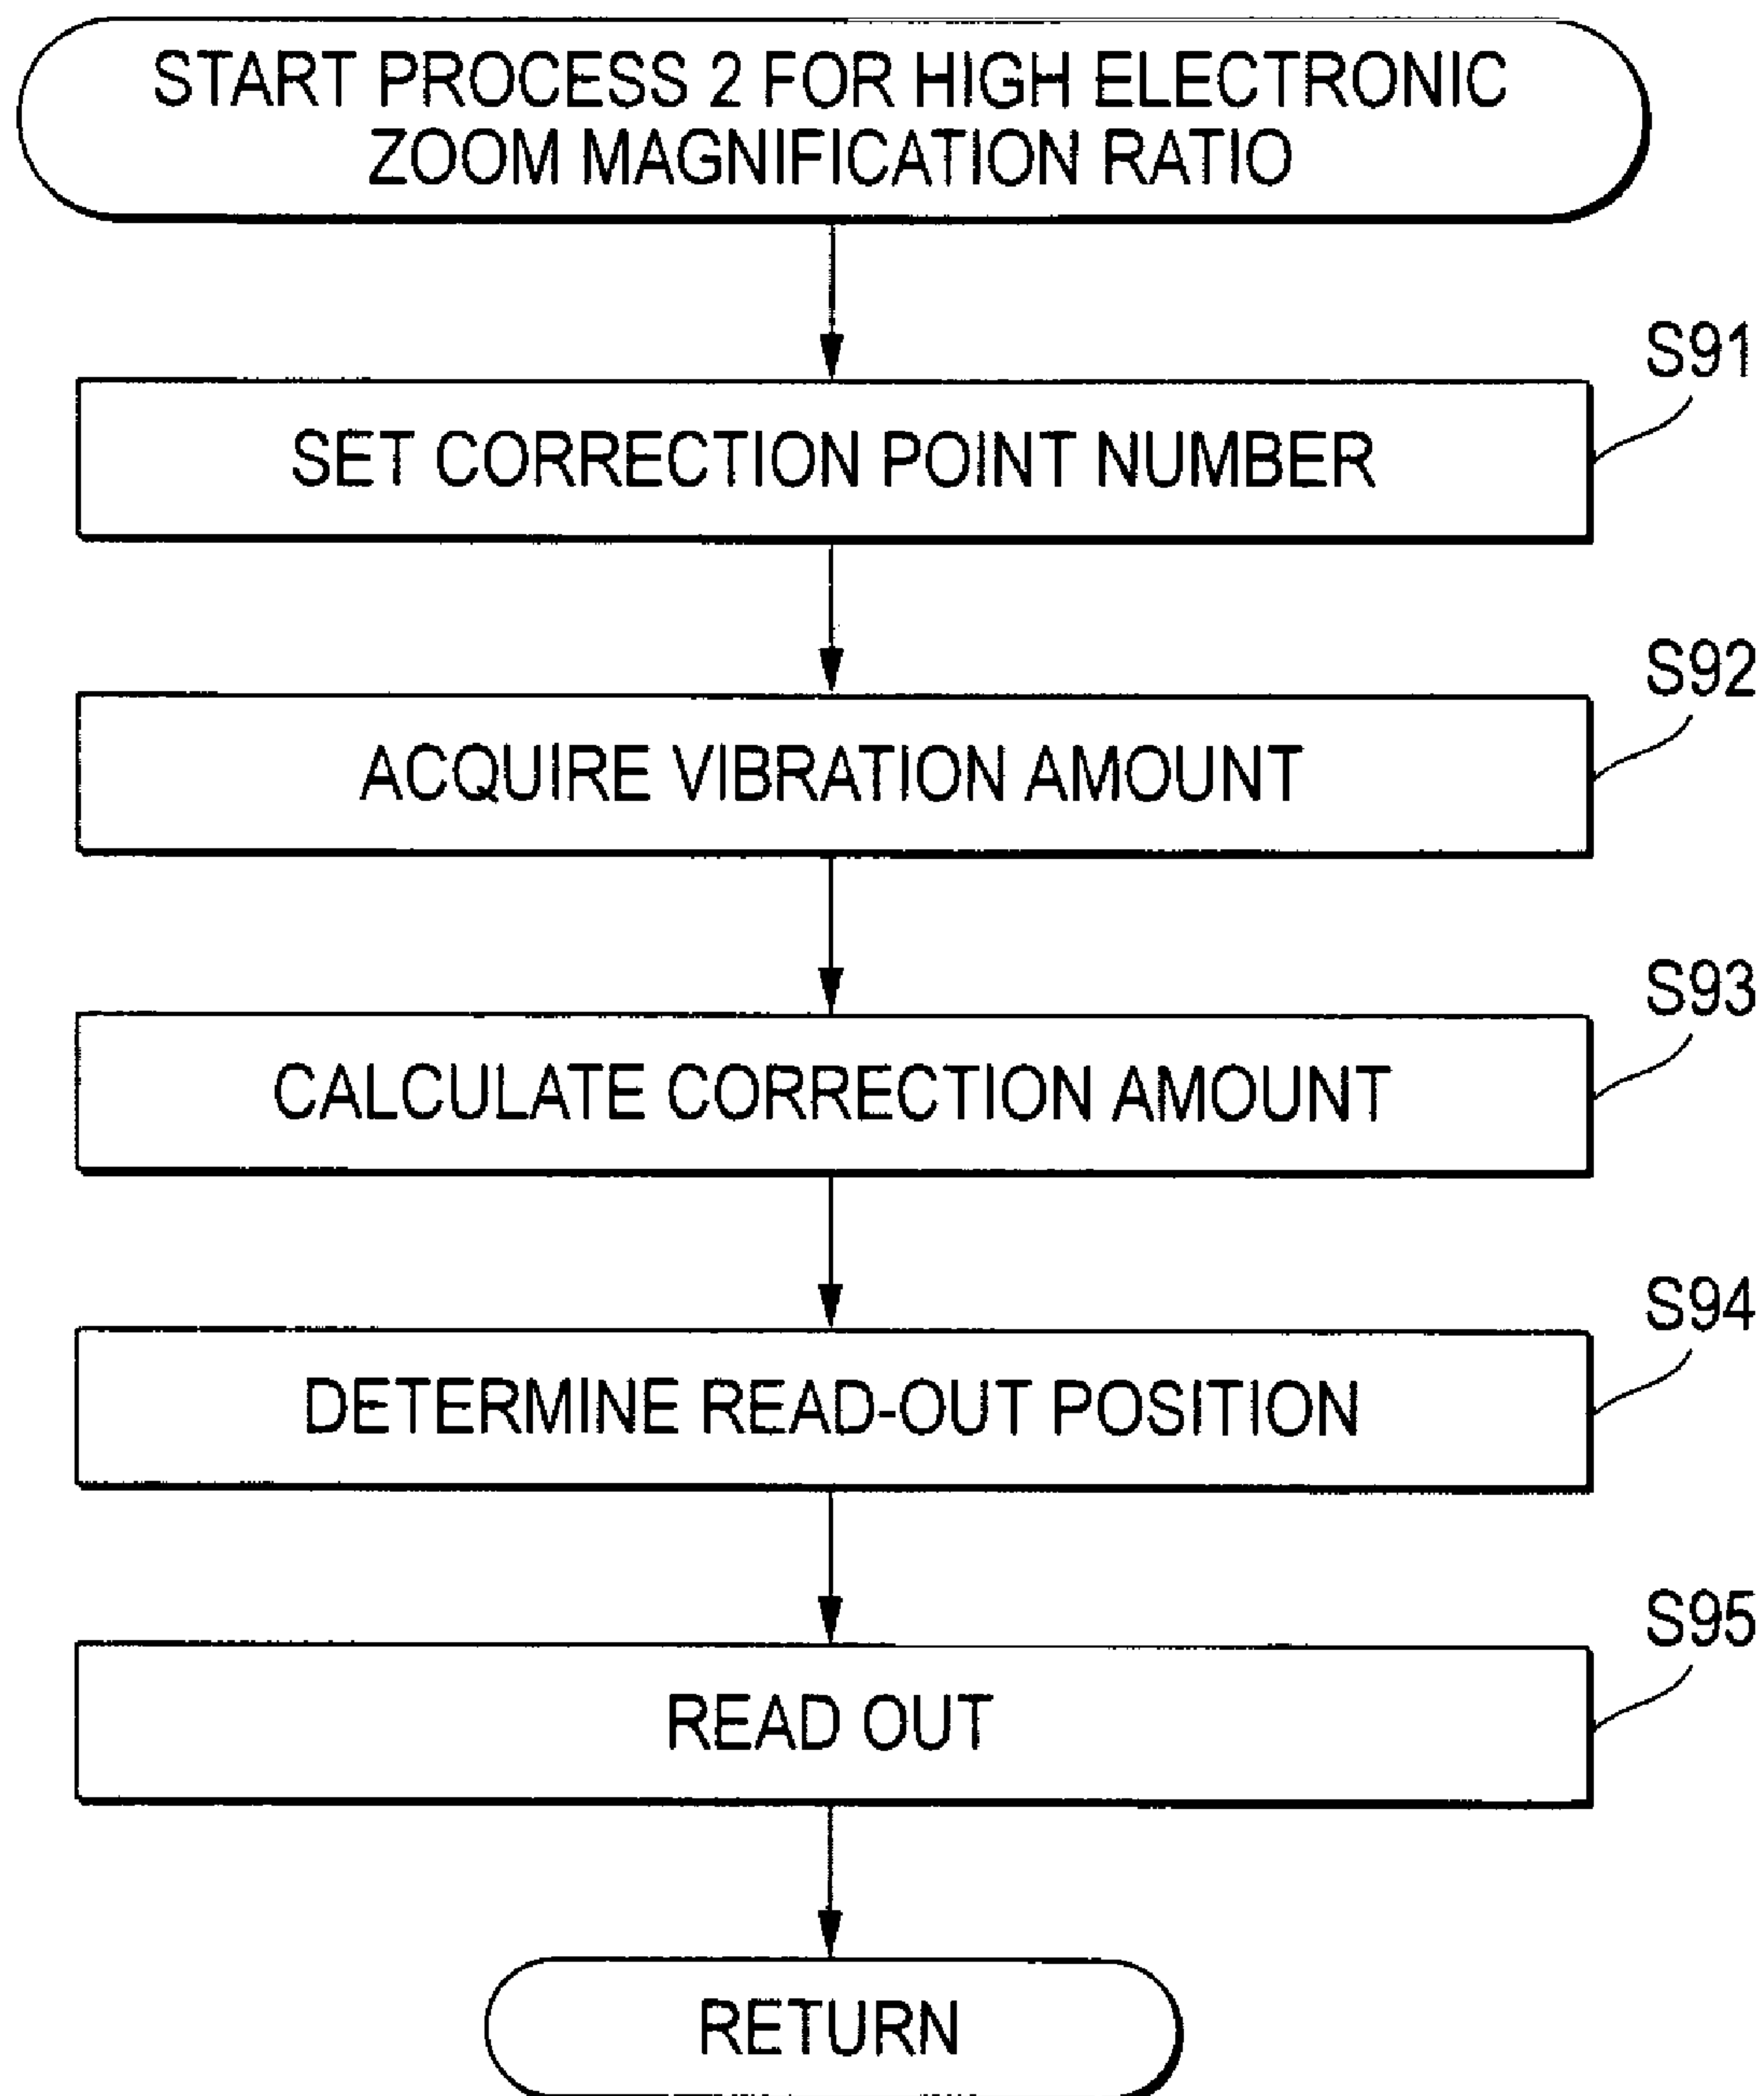 START PROCESS 2 FOR HIGH ELECTRONIC
ZOOM MAGNIFICATION RATIO
S91
SET CORRECTION POINT NUMBER
S92
ACQUIRE VIBRATION AMOUNT
S93
CALCULATE CORRECTION AMOUNT
S94
DETERMINE READ-OUT POSITION
S95
READ OUT
RETURN